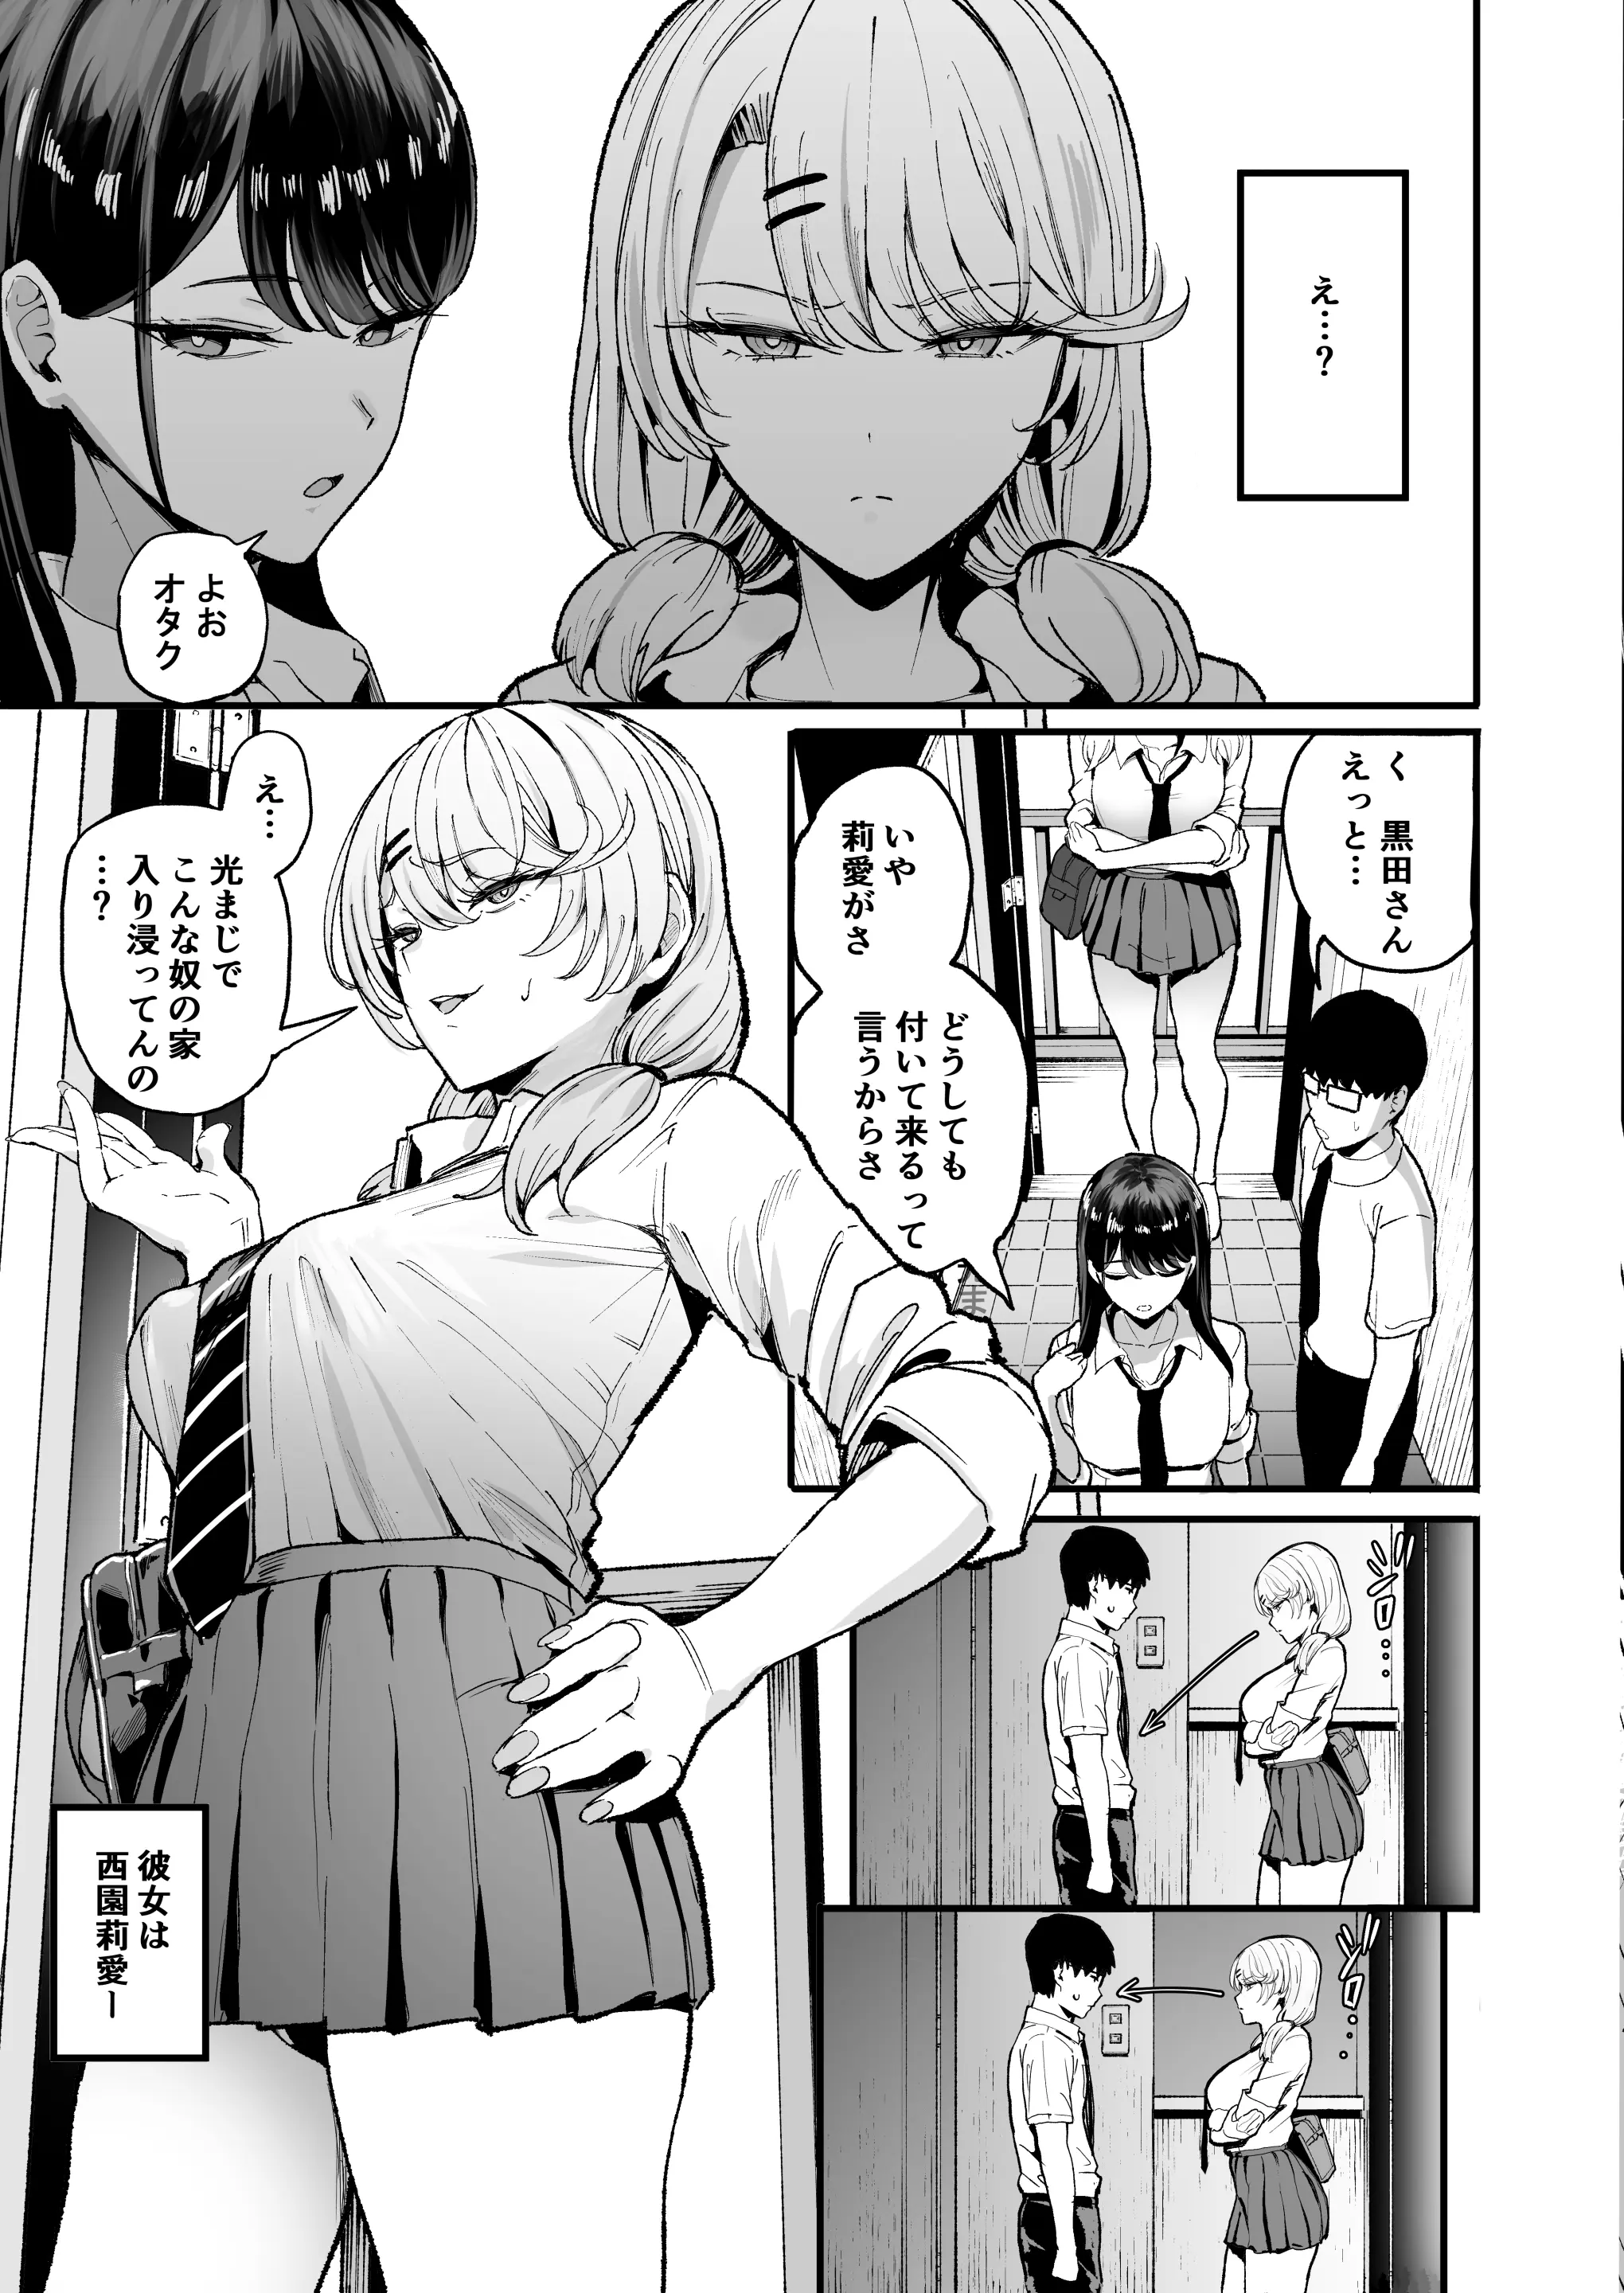 え…?
よお
オタク
く 黒田さん
えっと…
いや
莉愛がさ
どうしても
付いて来るって
言うからさ
ま
ジロ…
ジロ…
え…
光まじで
こんな奴の家
入り浸ってんの
…?
彼女は
西園莉愛ー